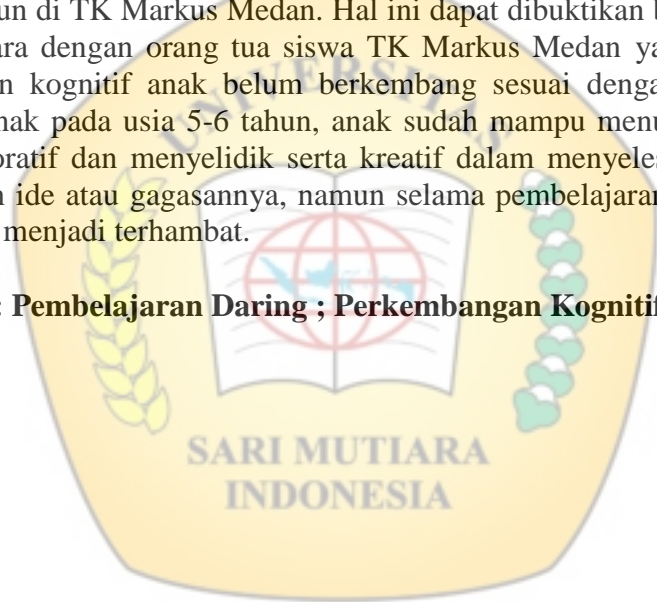 un di TK Markus Medan. Hal ini dapat dibuktikan b
ara dengan orang tua siswa TK Markus Medan ya
n kognitif anak belum berkembang sesuai denga
nak pada usia 5-6 tahun, anak sudah mampu menu
oratif dan menyelidik serta kreatif dalam menyeles
n ide atau gagasannya, namun selama pembelajaran
menjadi terhambat.
: Pembelajaran Daring ; Perkembangan Kognitif
UNIVERSITAS
SARI MUTIARA
INDONESIA